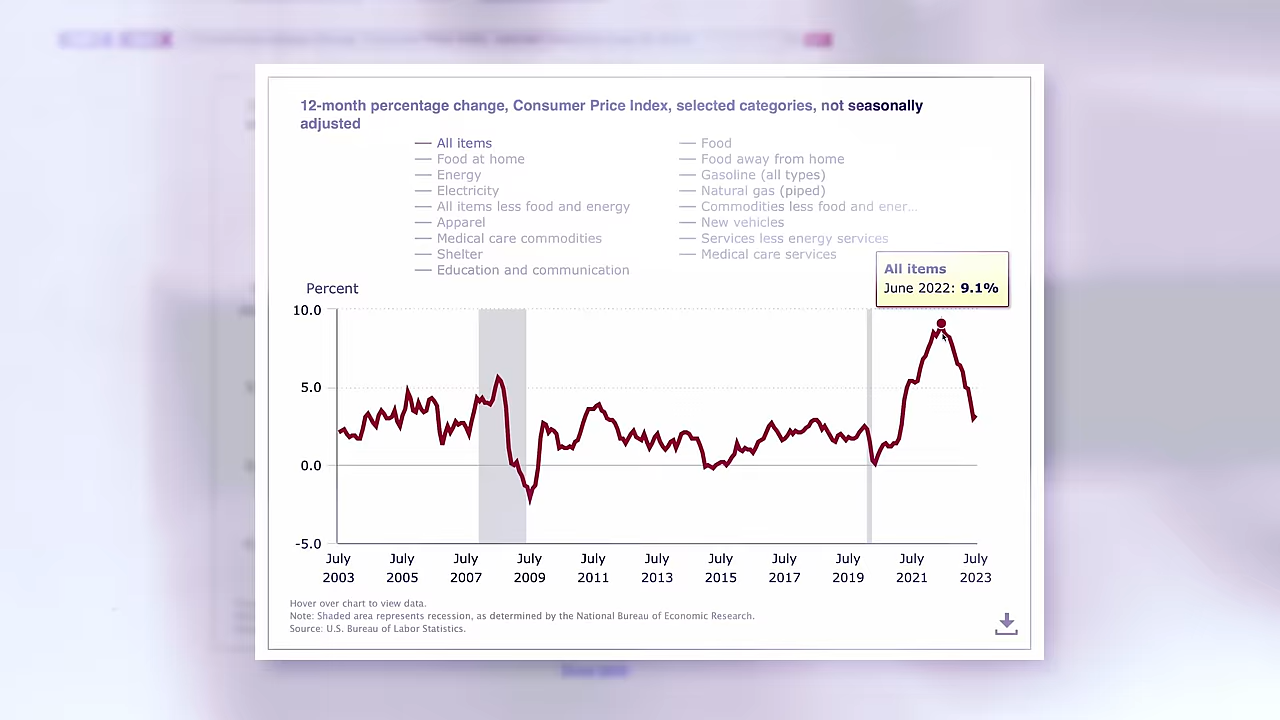 12-month percentage change, Consumer Price Index, selected categories, not seasonally
adjusted
All items
Food
Food at home
Food away from home
Energy
Gasoline (all types)
Electricity
Natural gas (piped)
All items less food and energy
Commodities less food and ener...
Apparel
New vehicles
Medical care commodities
Services less energy services
Shelter
Medical care services
Education and communication
All items
June 2022: 9.1%
Percent
10.0
5.0
0.0
-5.0
July July July July July July July July July July July
2003 2005 2007 2009 2011 2013 2015 2017 2019 2021 2023
Hover over chart to view data.
Note: Shaded area represents recession, as determined by the National Bureau of Economic Research.
Source: U.S. Bureau of Labor Statistics.